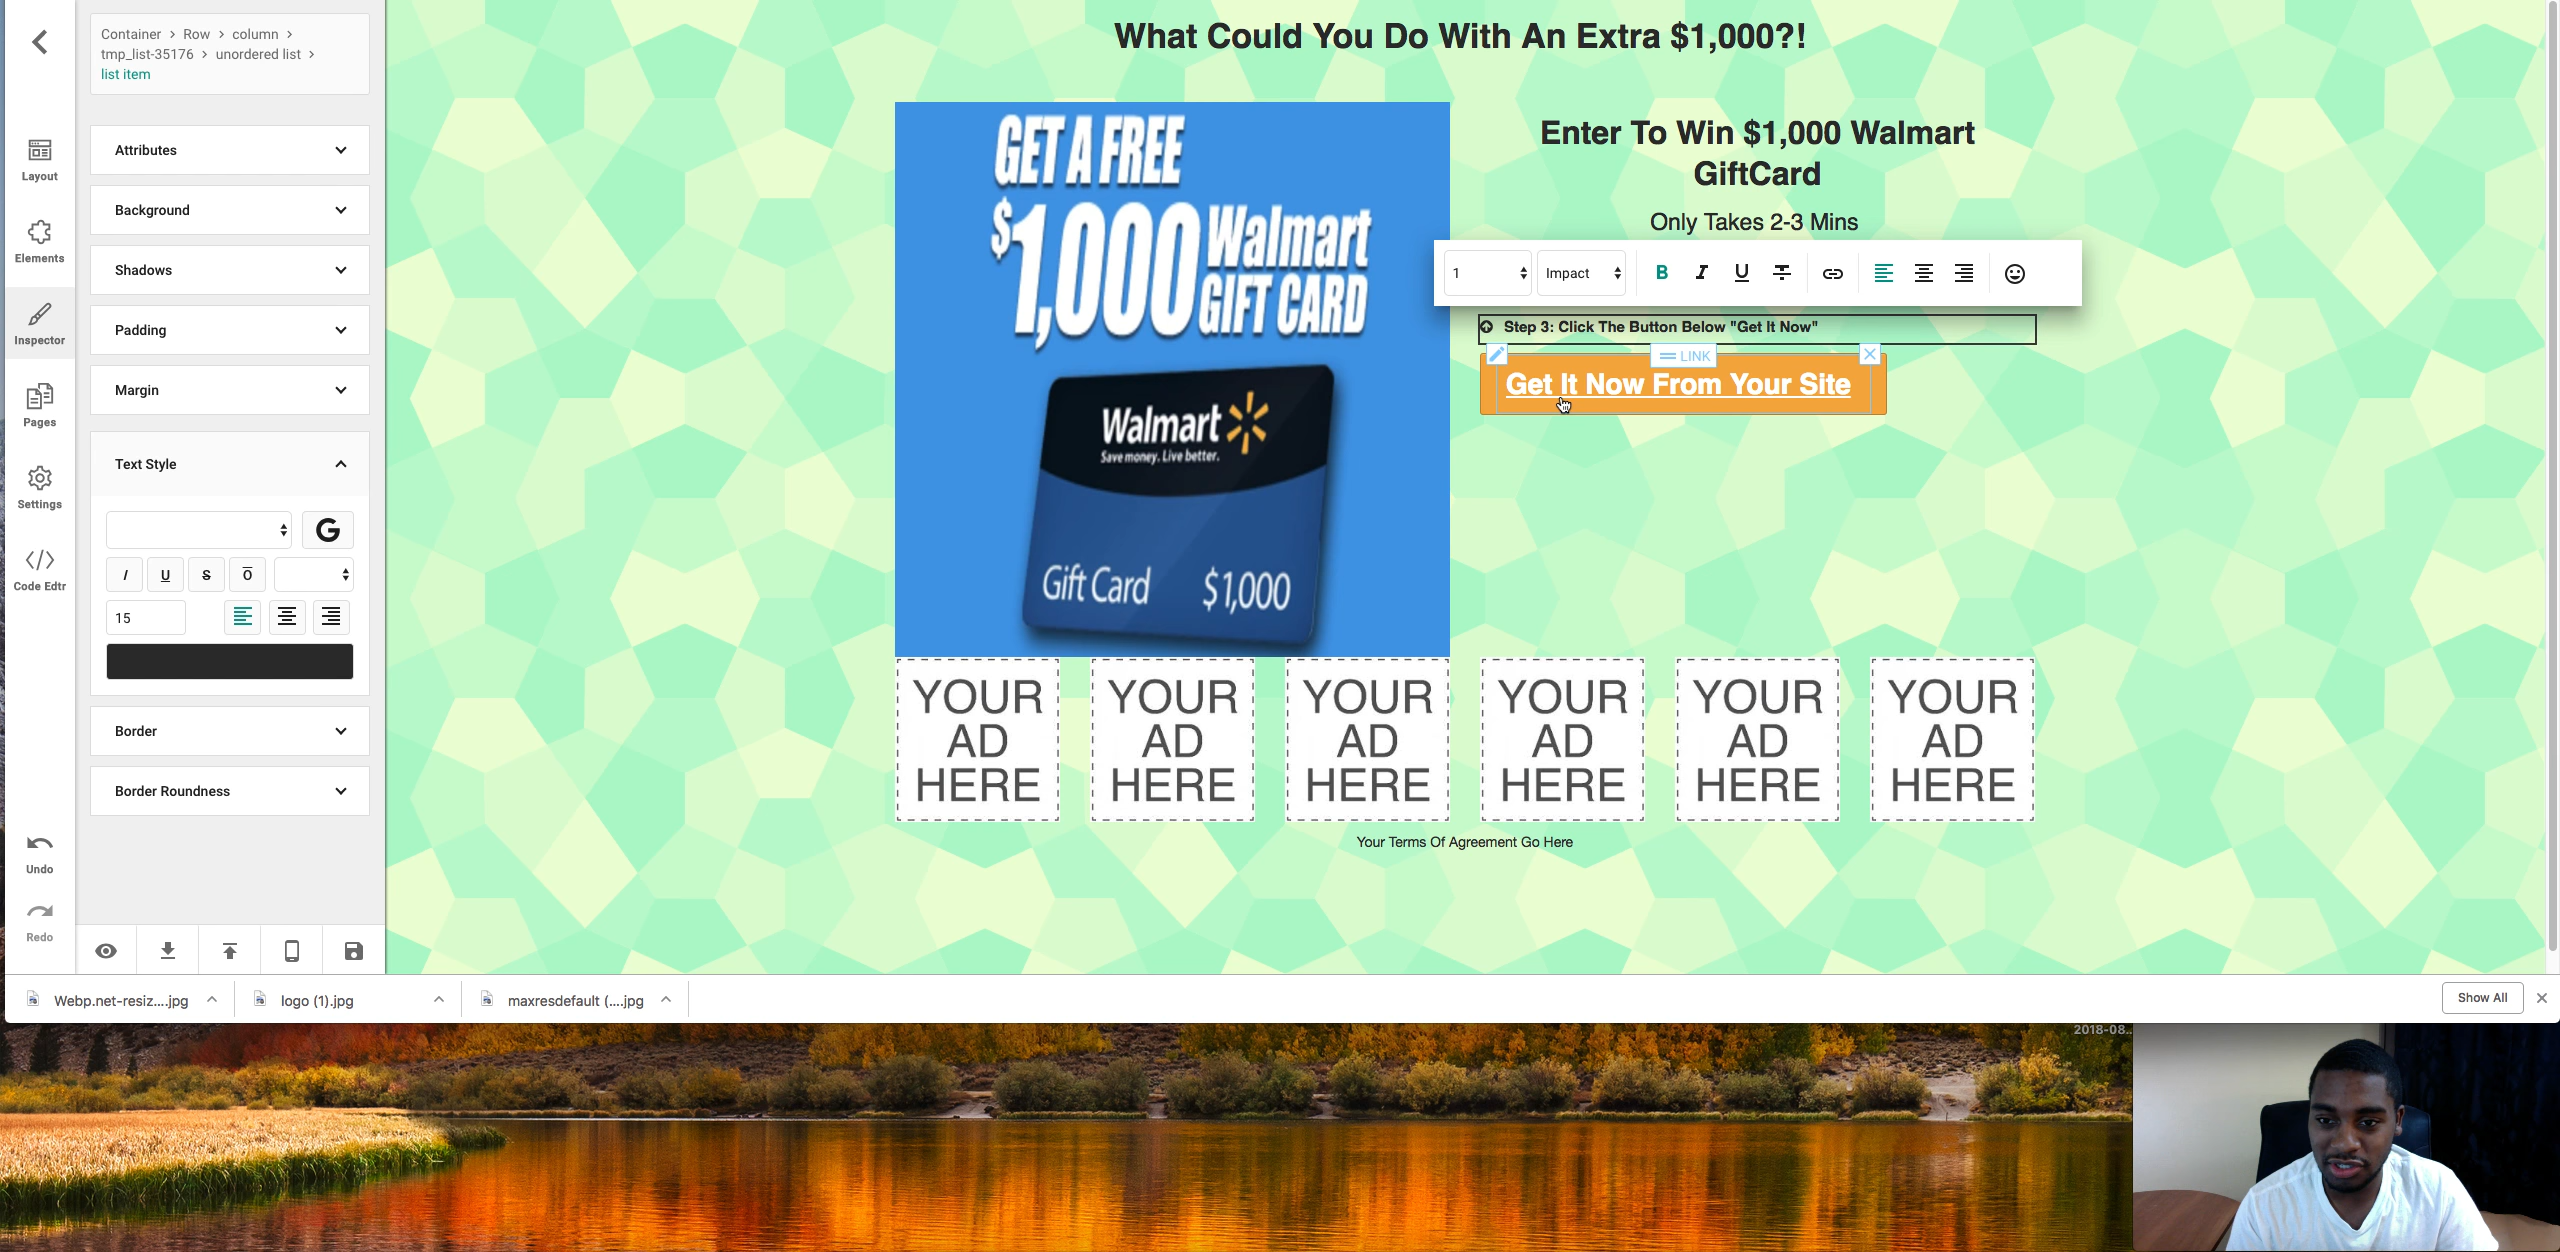 Container > Row > column >
tmp_list-35176 > unordered list >
list item
Layout
Elements
Inspector
Pages
Settings
Code Edtr
Undo
Redo
Attributes
Background
Shadows
Padding
Margin
Text Style
G
I U S O
15
Border
Border Roundness
What Could You Do With An Extra $1,000?!
GET A FREE
$1,000 Walmart
GIFT CARD
Walmart
Save money. Live better.
Gift Card $1,000
Enter To Win $1,000 Walmart
GiftCard
Only Takes 2-3 Mins
1 Impact B I U T
Step 3: Click The Button Below "Get It Now"
LINK
Get It Now From Your Site
YOUR AD HERE
YOUR AD HERE
YOUR AD HERE
YOUR AD HERE
YOUR AD HERE
YOUR AD HERE
Your Terms Of Agreement Go Here
Webp.net-resiz....jpg
logo (1).jpg
maxresdefault (....jpg
Show All
2018-08..